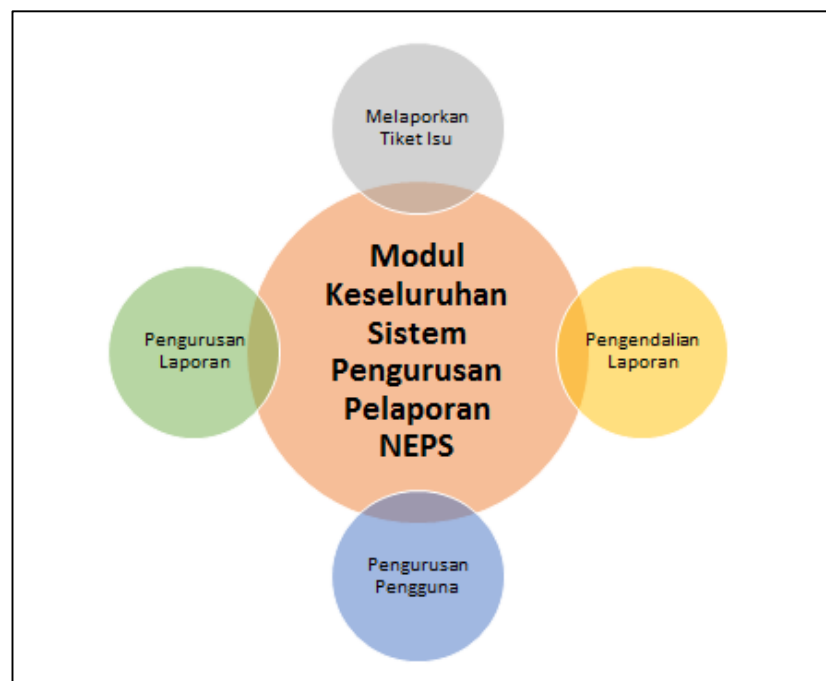 Melaporkan
Tiket Isu
Modul
Keseluruhan
Sistem
Pengurusan
Pelaporan
NEPS
Pengurusan
Laporan
Pengendalian
Laporan
Pengurusan
Pengguna